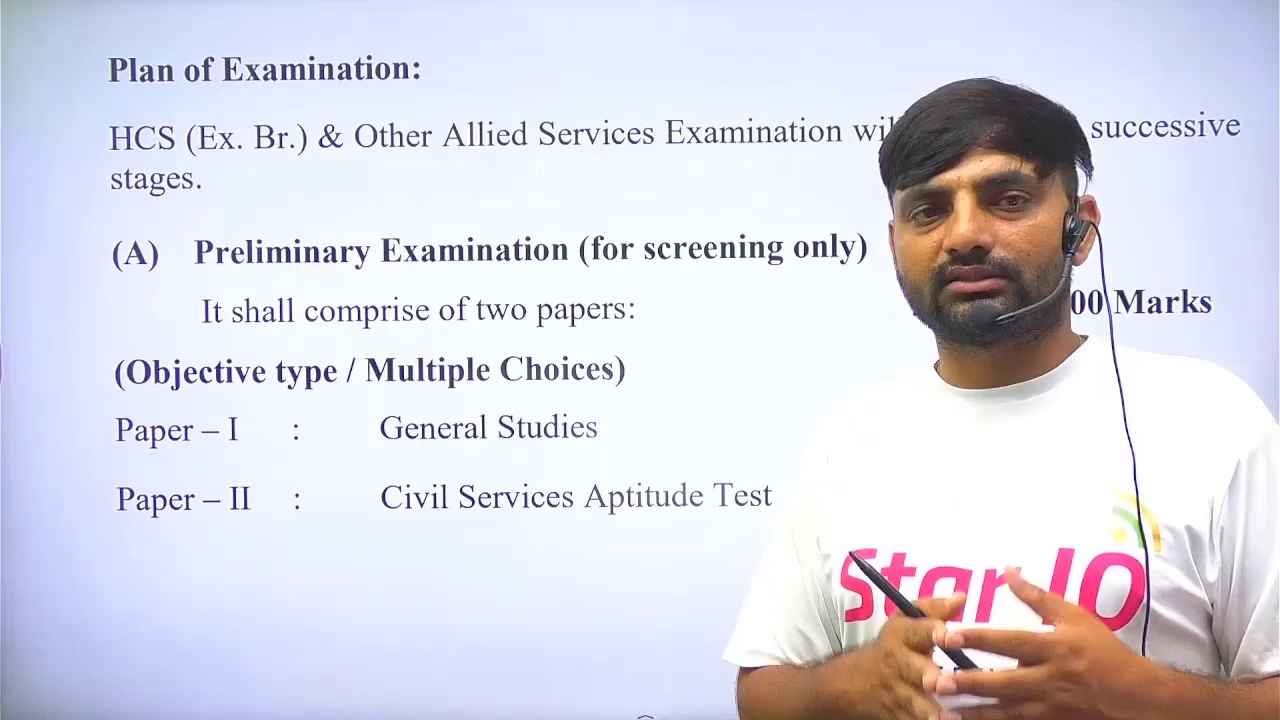 Plan of Examination:
HCS (Ex. Br.) & Other Allied Services Examination successive
stages.
(A) Preliminary Examination (for screening only)
It shall comprise of two papers: 00 Marks
(Objective type / Multiple Choices)
Paper – I : General Studies
Paper – II : Civil Services Aptitude Test
Star IQ